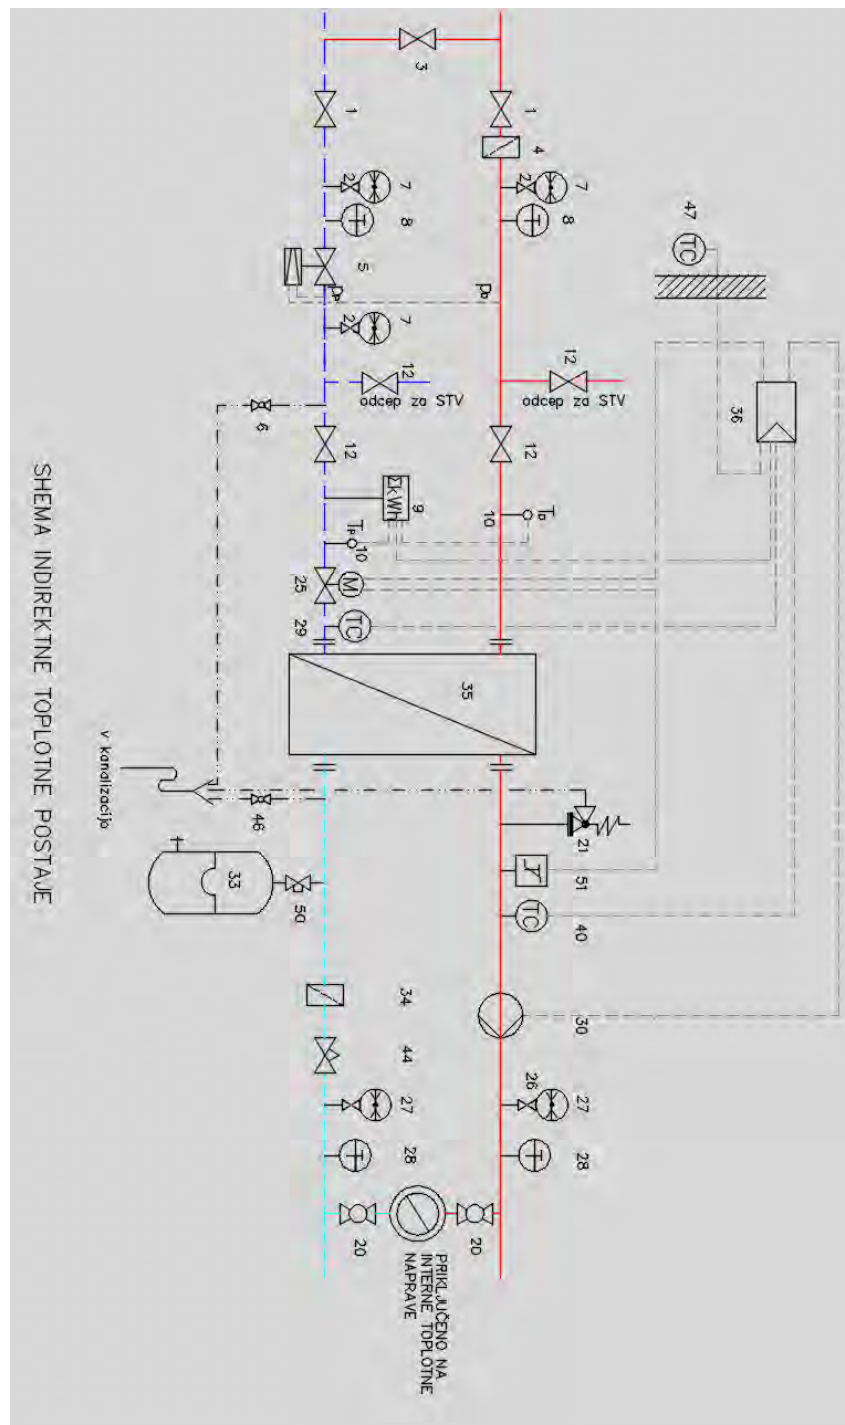 SHEMA INDIREKTNE TOPLOTNE POSTAJE
3
1
1
4
2
7
2
7
8
8
47
TC
5
2
7
12
12
odcep za STV
odcep za STV
36
6
12
12
ΣkWh
9
10
10
25
M
29
TC
35
v kanalizacijo
46
21
33
50
51
TC
40
34
30
44
26
27
27
T
28
T
28
20
20
PRIKLJUČENO NA
INTERNE TOPLOTNE
NAPRAVE
T
T